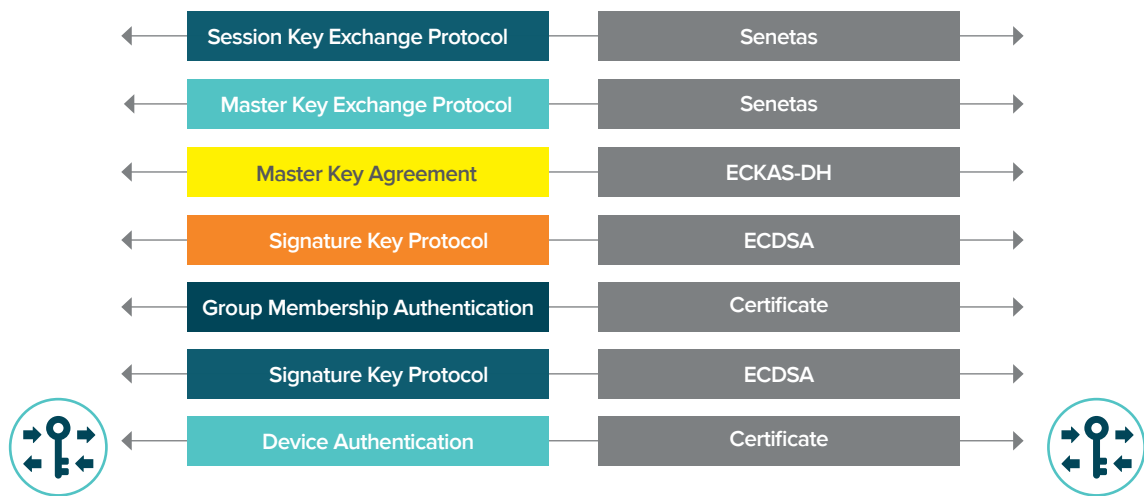 Session Key Exchange Protocol Senetas
Master Key Exchange Protocol Senetas
Master Key Agreement ECKAS-DH
Signature Key Protocol ECDSA
Group Membership Authentication Certificate
Signature Key Protocol ECDSA
Device Authentication Certificate